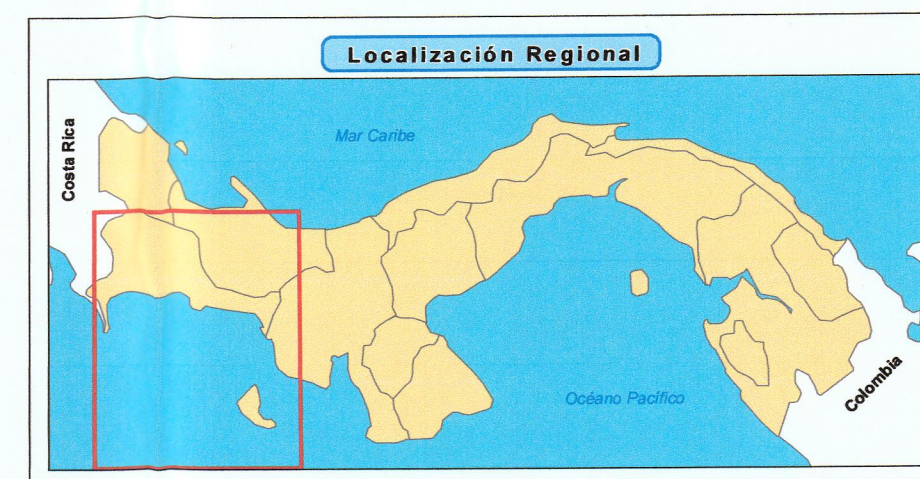 Localización Regional
Mar Caribe
Costa Rica
Océano Pacífico
Colombia